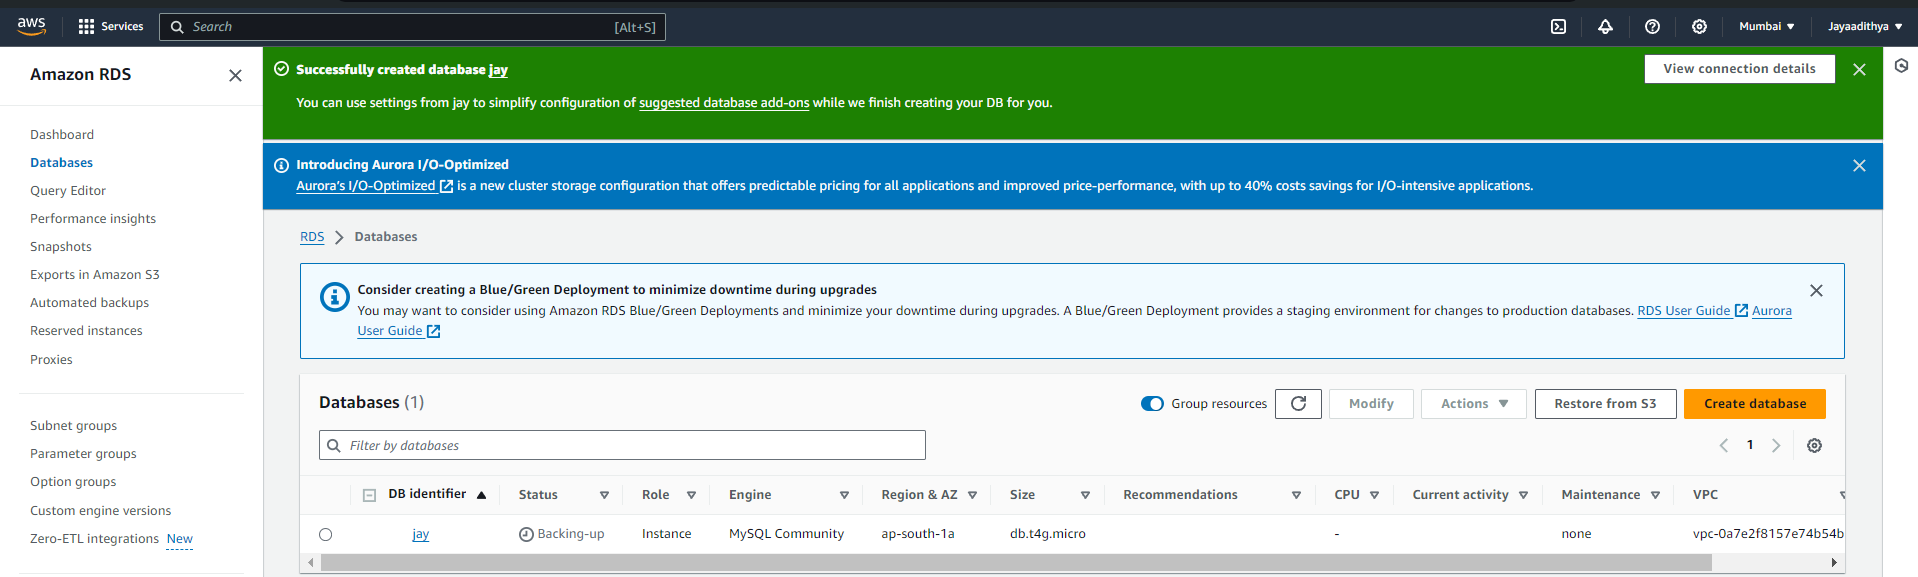 aws Services Search [Alt+S] Mumbai ▼ Jayaadithya ▼
Amazon RDS
Dashboard
Databases
Query Editor
Performance insights
Snapshots
Exports in Amazon S3
Automated backups
Reserved instances
Proxies
Subnet groups
Parameter groups
Option groups
Custom engine versions
Zero-ETL integrations New
Successfully created database jay
View connection details
You can use settings from jay to simplify configuration of suggested database add-ons while we finish creating your DB for you.
Introducing Aurora I/O-Optimized
Aurora's I/O-Optimized is a new cluster storage configuration that offers predictable pricing for all applications and improved price-performance, with up to 40% costs savings for I/O-intensive applications.
RDS > Databases
Consider creating a Blue/Green Deployment to minimize downtime during upgrades
You may want to consider using Amazon RDS Blue/Green Deployments and minimize your downtime during upgrades. A Blue/Green Deployment provides a staging environment for changes to production databases. RDS User Guide Aurora
User Guide
Databases (1) Group resources Modify Actions ▼ Restore from S3 Create database
Filter by databases < 1 >
DB identifier ▲ Status Role Engine Region & AZ Size Recommendations CPU Current activity Maintenance VPC
jay Backing-up Instance MySQL Community ap-south-1a db.t4g.micro - none vpc-0a7e2f8157e74b54b